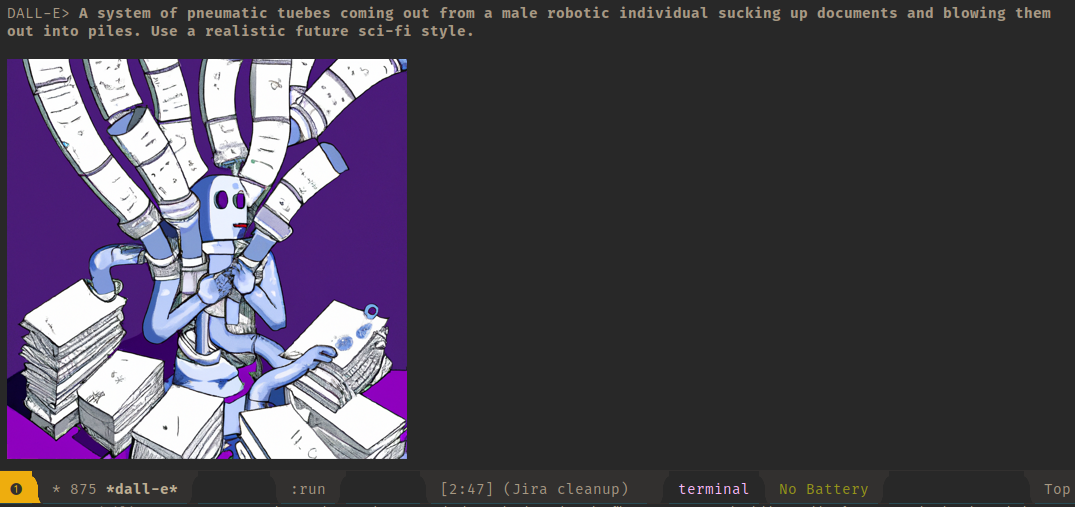 DALL-E> A system of pneumatic tuebes coming out from a male robotic individual sucking up documents and blowing them
out into piles. Use a realistic future sci-fi style.
❶ * 875 *dall-e* :run [2:47] (Jira cleanup) terminal No Battery Top